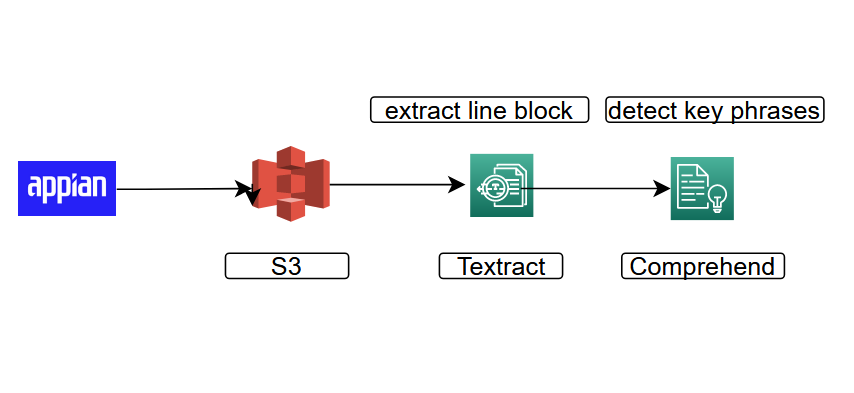 extract line block
detect key phrases
appian
S3
Textract
Comprehend